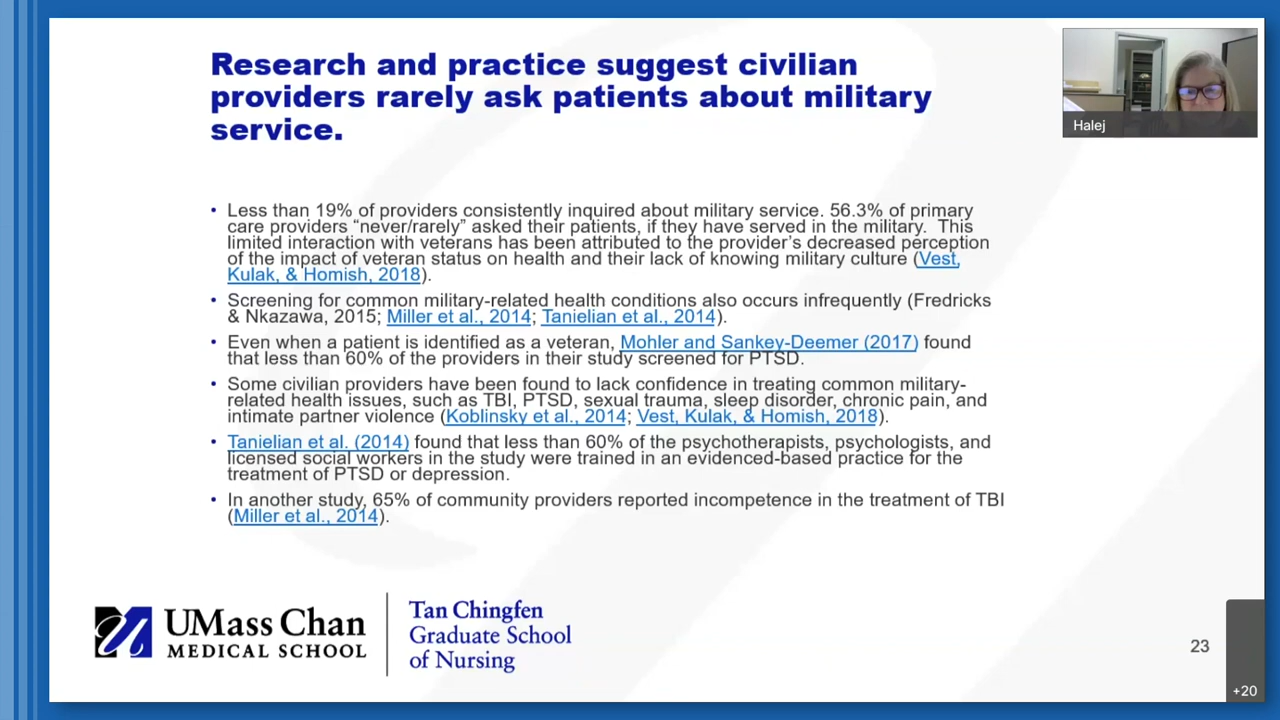 Research and practice suggest civilian
providers rarely ask patients about military
service.
Halej
• Less than 19% of providers consistently inquired about military service. 56.3% of primary
care providers “never/rarely” asked their patients, if they have served in the military. This
limited interaction with veterans has been attributed to the provider’s decreased perception
of the impact of veteran status on health and their lack of knowing military culture (Vest,
Kulak, & Homish, 2018).
• Screening for common military-related health conditions also occurs infrequently (Fredricks
& Nkazawa, 2015; Miller et al., 2014; Tanielian et al., 2014).
• Even when a patient is identified as a veteran, Mohler and Sankey-Deemer (2017) found
that less than 60% of the providers in their study screened for PTSD.
• Some civilian providers have been found to lack confidence in treating common military-
related health issues, such as TBI, PTSD, sexual trauma, sleep disorder, chronic pain, and
intimate partner violence (Koblinsky et al., 2014; Vest, Kulak, & Homish, 2018).
• Tanielian et al. (2014) found that less than 60% of the psychotherapists, psychologists, and
licensed social workers in the study were trained in an evidenced-based practice for the
treatment of PTSD or depression.
• In another study, 65% of community providers reported incompetence in the treatment of TBI
(Miller et al., 2014).
UMass Chan
MEDICAL SCHOOL
Tan Chingfen
Graduate School
of Nursing
23
+20